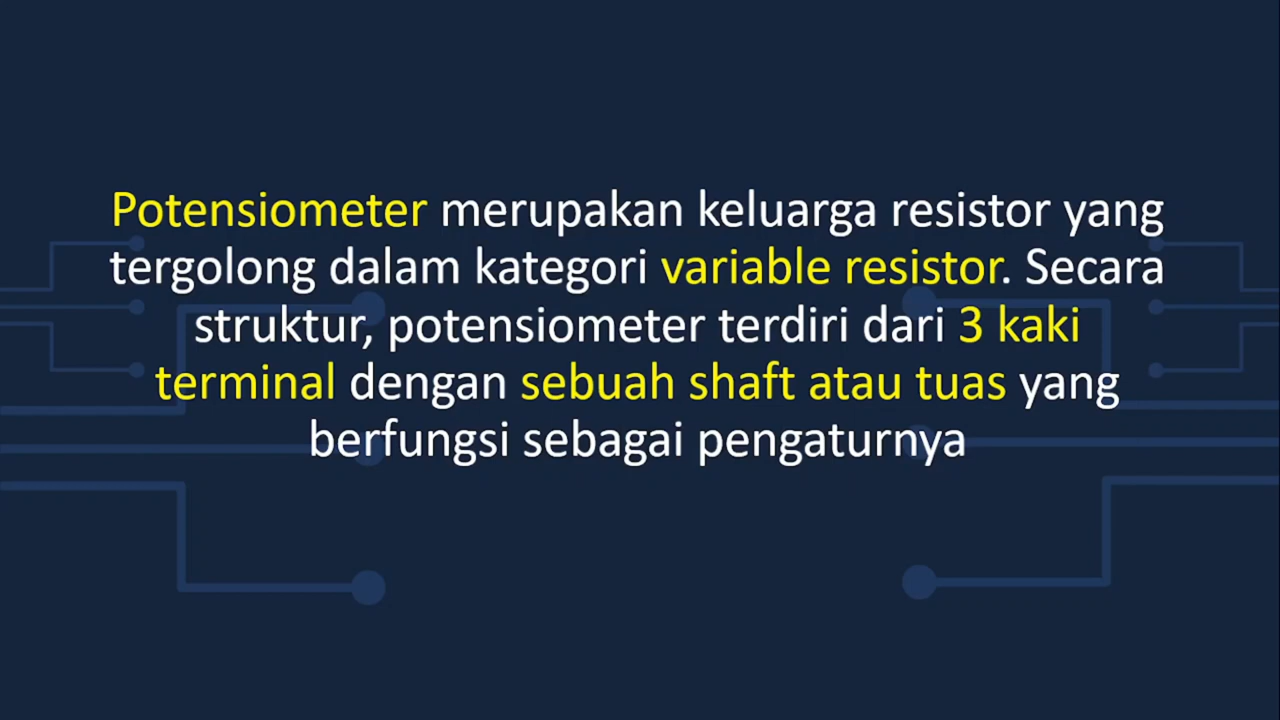 Potensiometer merupakan keluarga resistor yang
tergolong dalam kategori variable resistor. Secara
struktur, potensiometer terdiri dari 3 kaki
terminal dengan sebuah shaft atau tuas yang
berfungsi sebagai pengaturnya